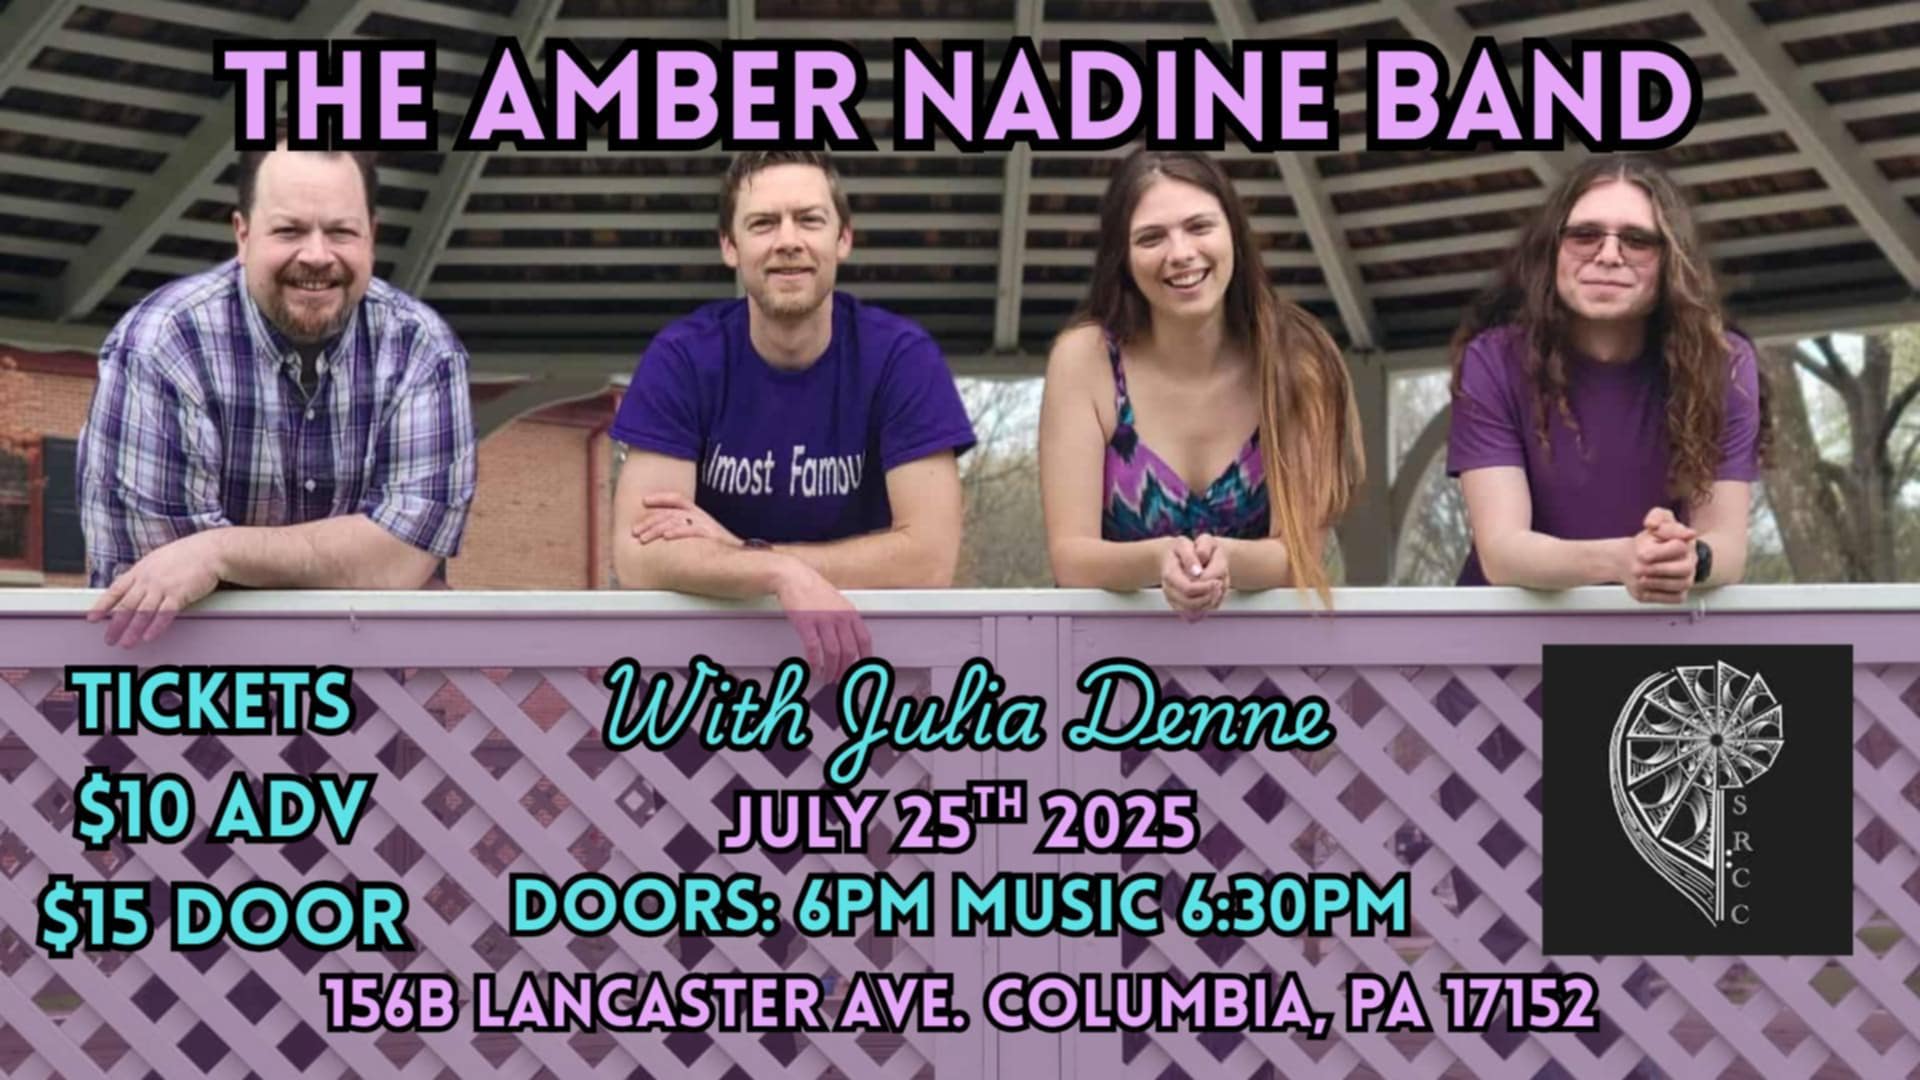 THE AMBER NADINE BAND
lmost Famou
With Julia Denne
TICKETS
$10 ADV
$15 DOOR
JULY 25TH 2025
DOORS: 6PM MUSIC 6:30PM
156B LANCASTER AVE. COLUMBIA, PA 17152
S
R
C
C